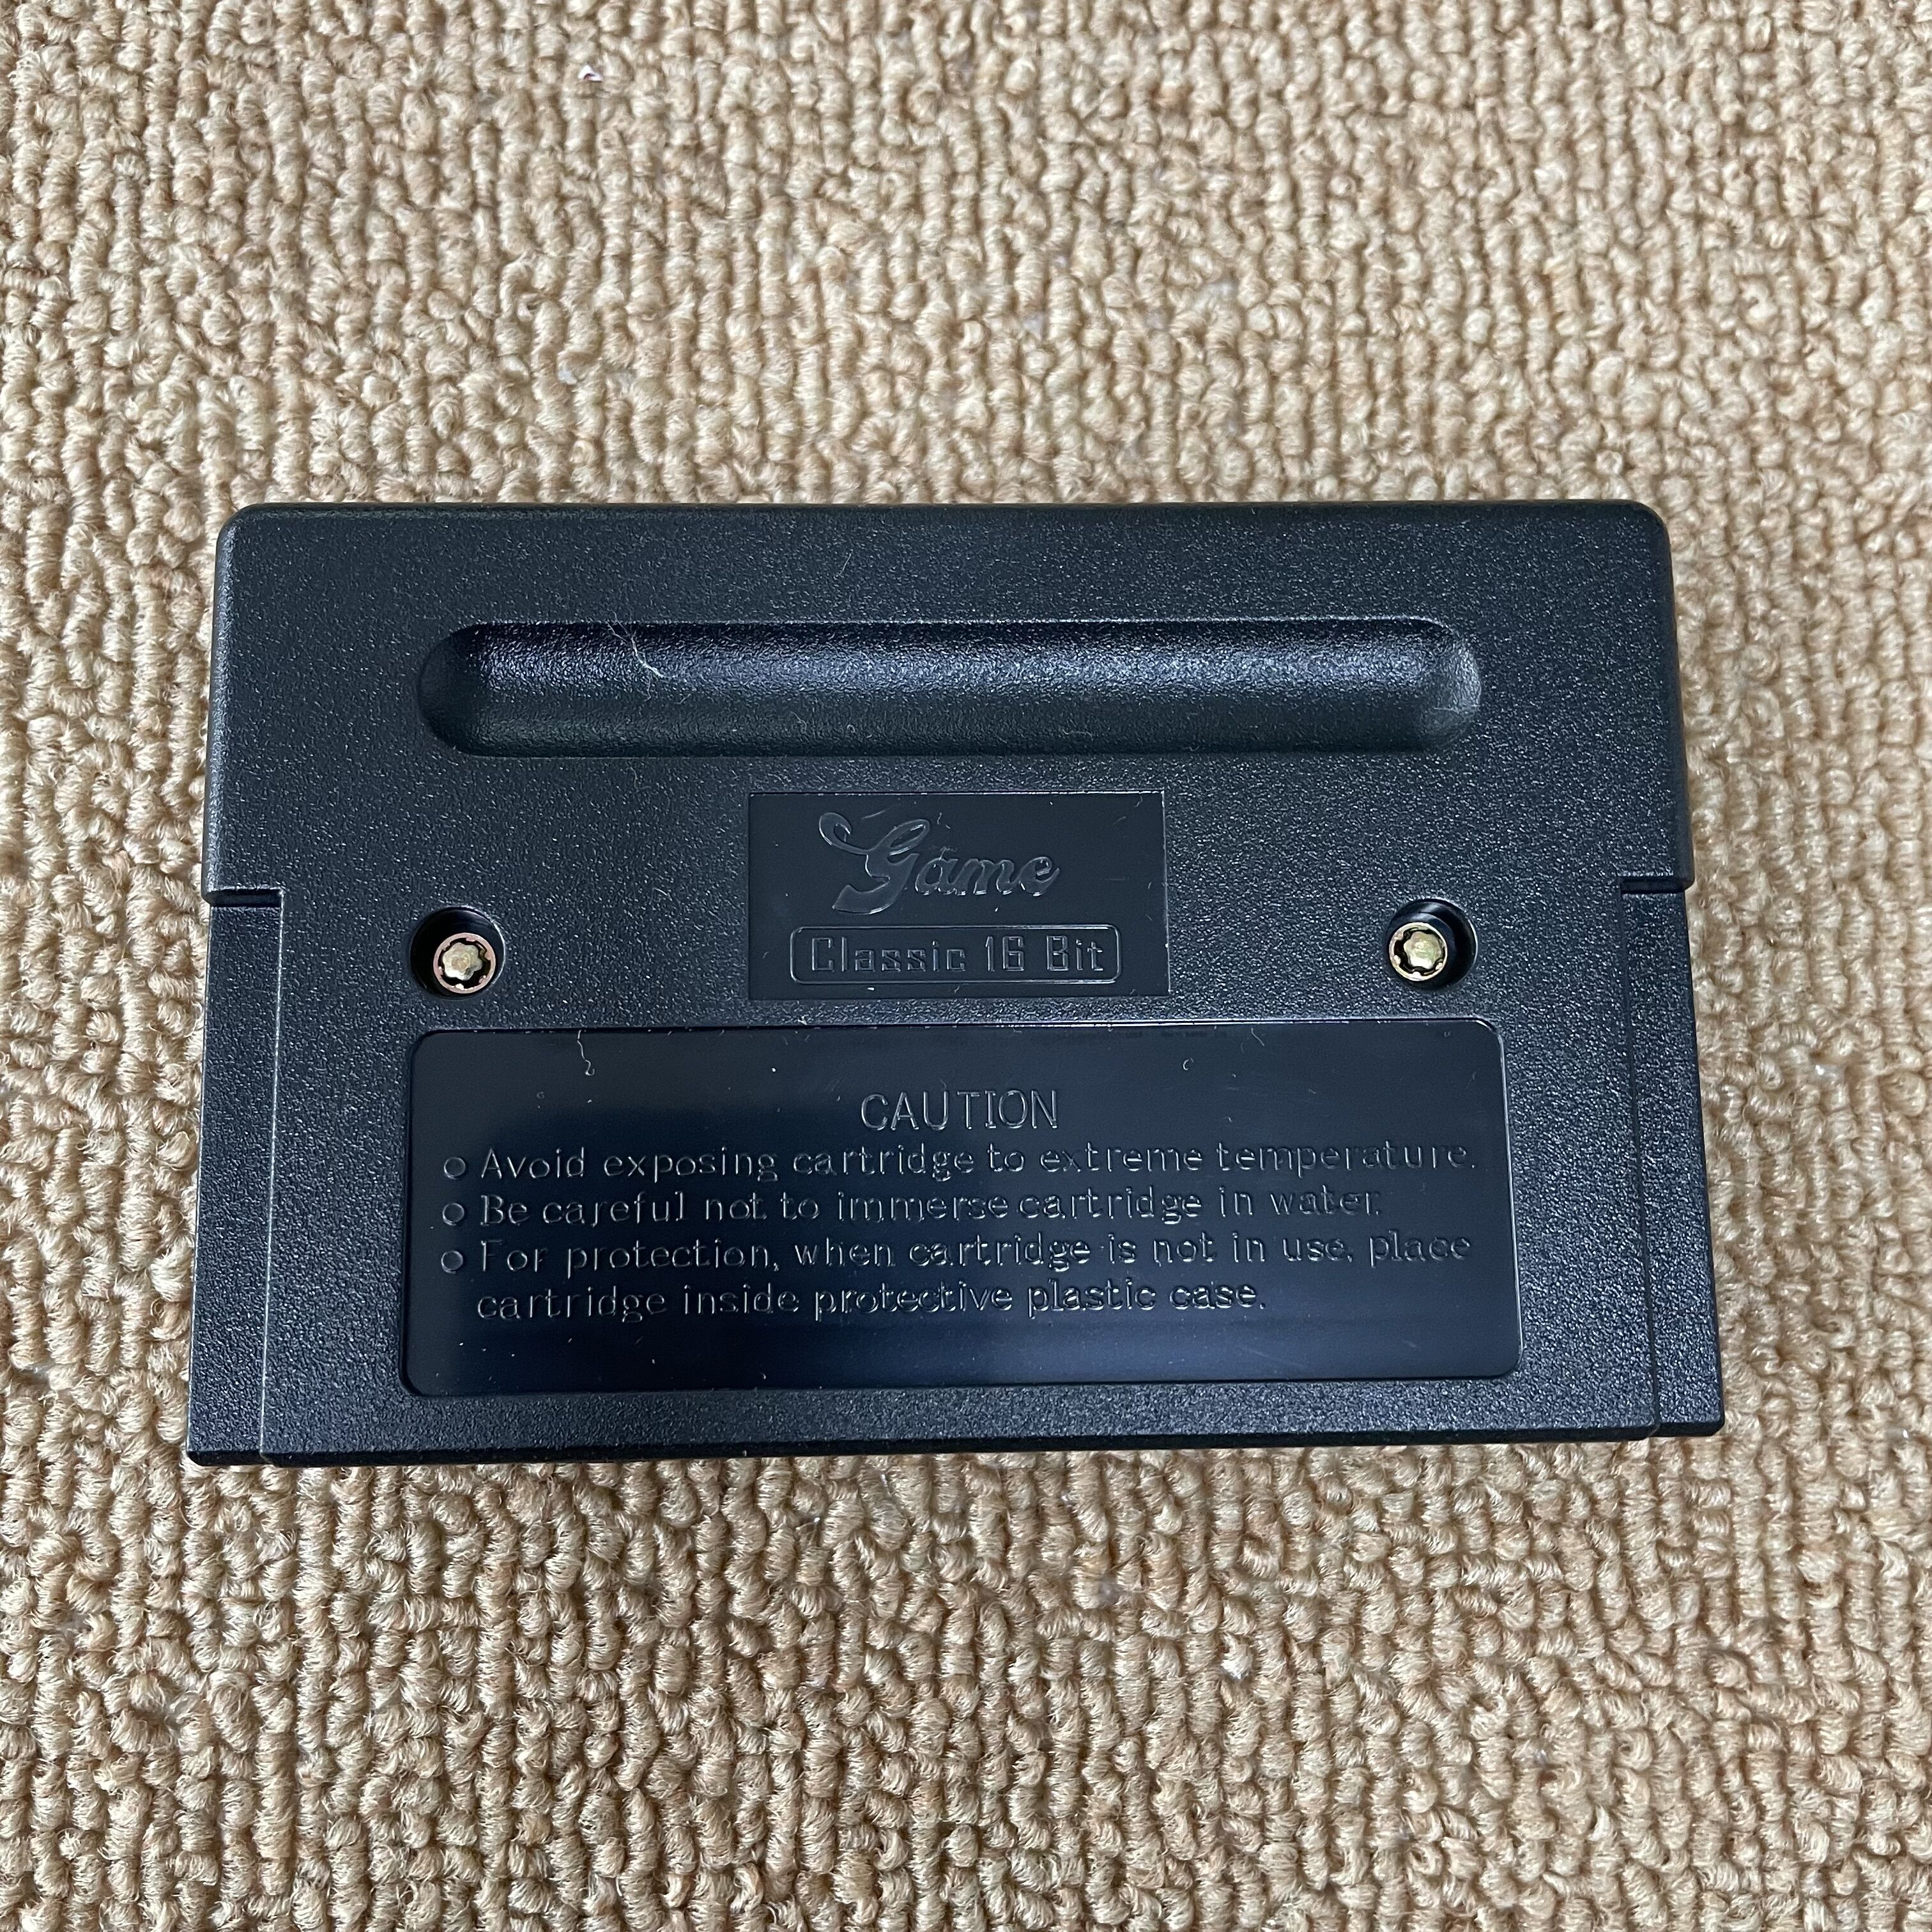 Game
Classic 16 Bit
CAUTION
○ Avoid exposing cartridge to extreme temperature.
○ Be careful not to immerse cartridge in water.
○ For protection, when cartridge is not in use, place
cartridge inside protective plastic case.